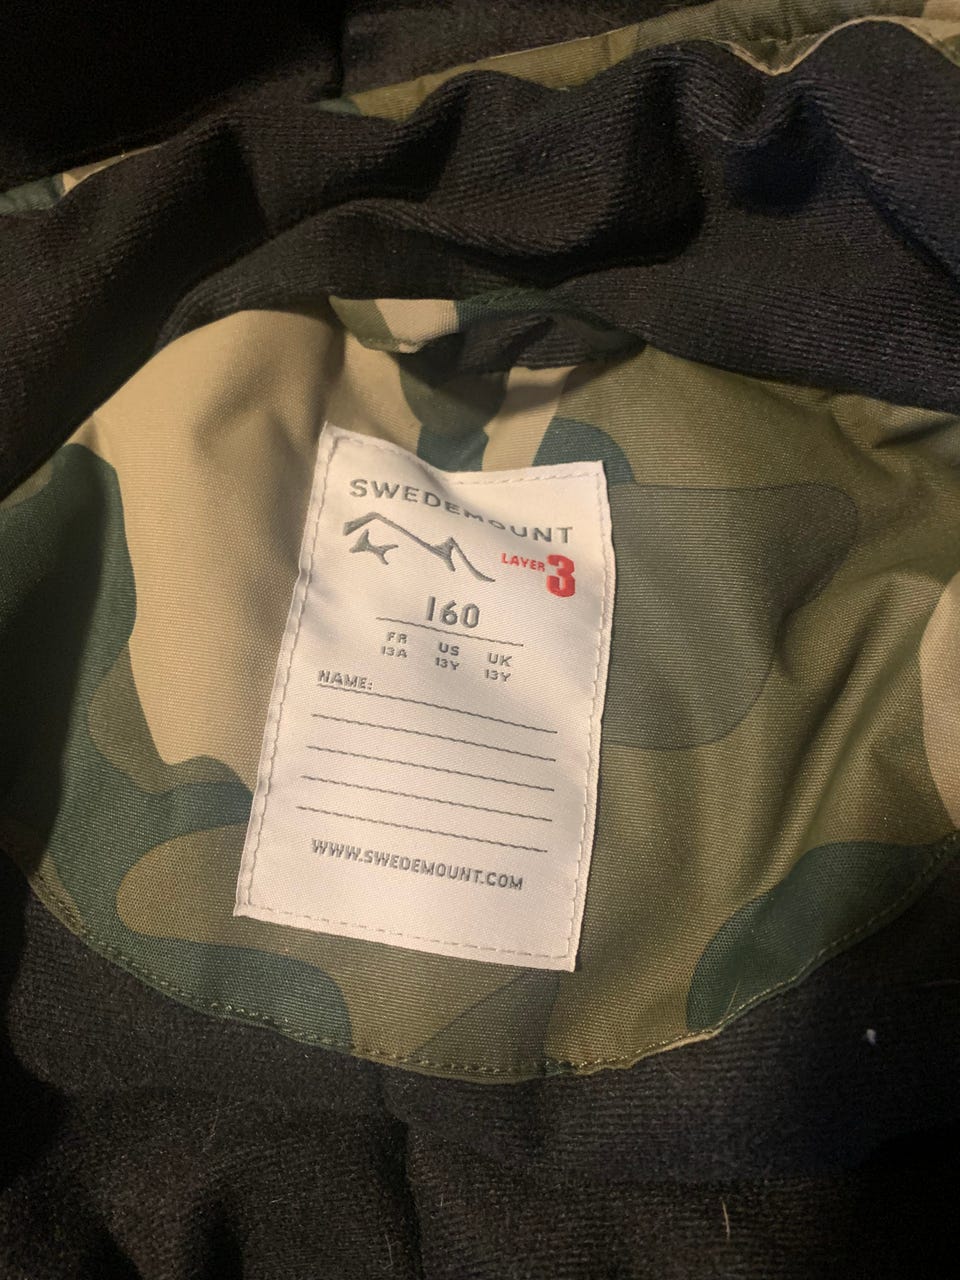 SWEDEMOUNT
LAYER 3
160
FR US UK
13A 13Y 13Y
NAME:
WWW.SWEDEMOUNT.COM